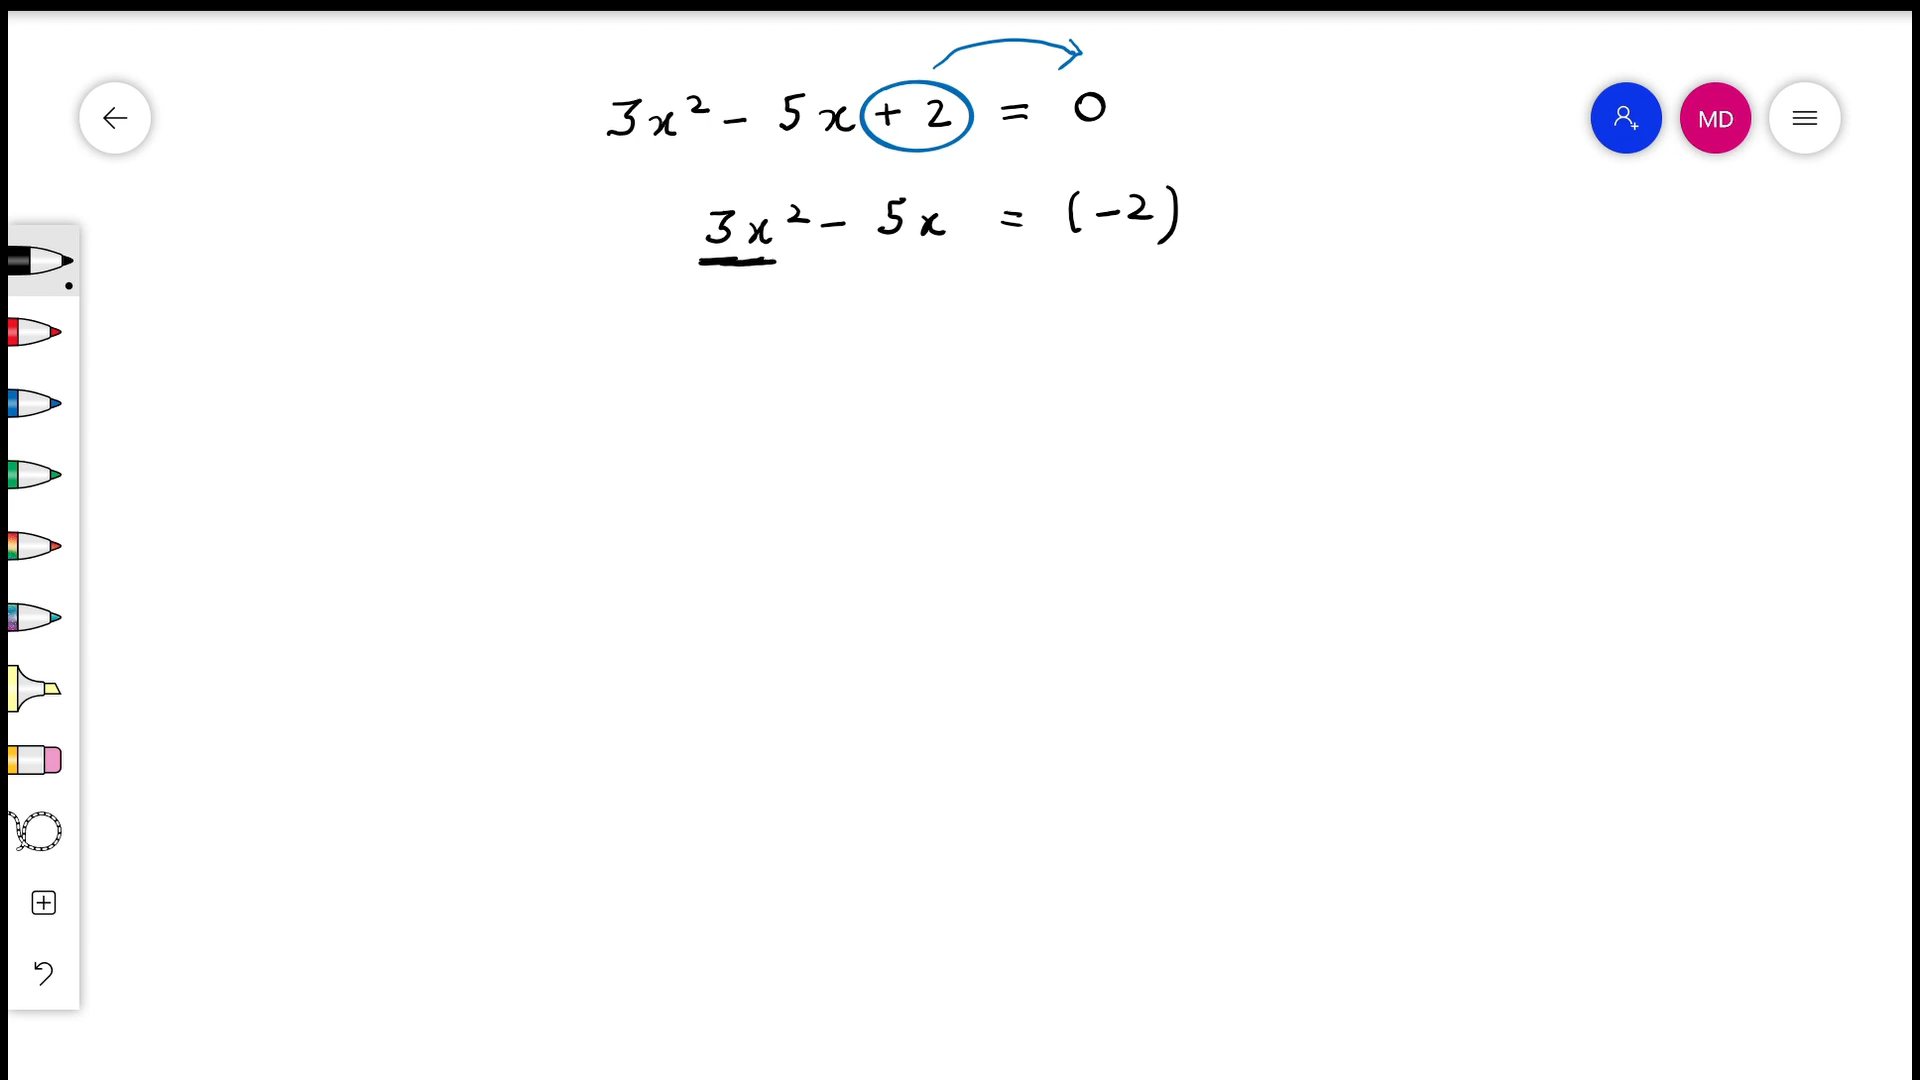 3x² - 5x + 2 = 0
MD
3x² - 5x = (-2)